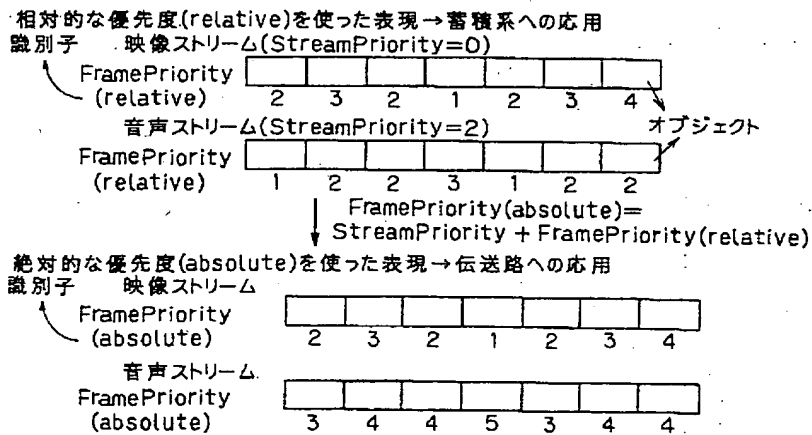 相対的な優先度(relative)を使った表現→蓄積系への応用
識別子 映像ストリーム(StreamPriority=0)
FramePriority
(relative)
2 3 2 1 2 3 4
オブジェクト
音声ストリーム(StreamPriority=2)
FramePriority
(relative)
1 2 2 3 1 2 2
FramePriority(absolute)=
StreamPriority + FramePriority(relative)
絶対的な優先度(absolute)を使った表現→伝送路への応用
識別子 映像ストリーム
FramePriority
(absolute)
2 3 2 1 2 3 4
音声ストリーム
FramePriority
(absolute)
3 4 4 5 3 4 4